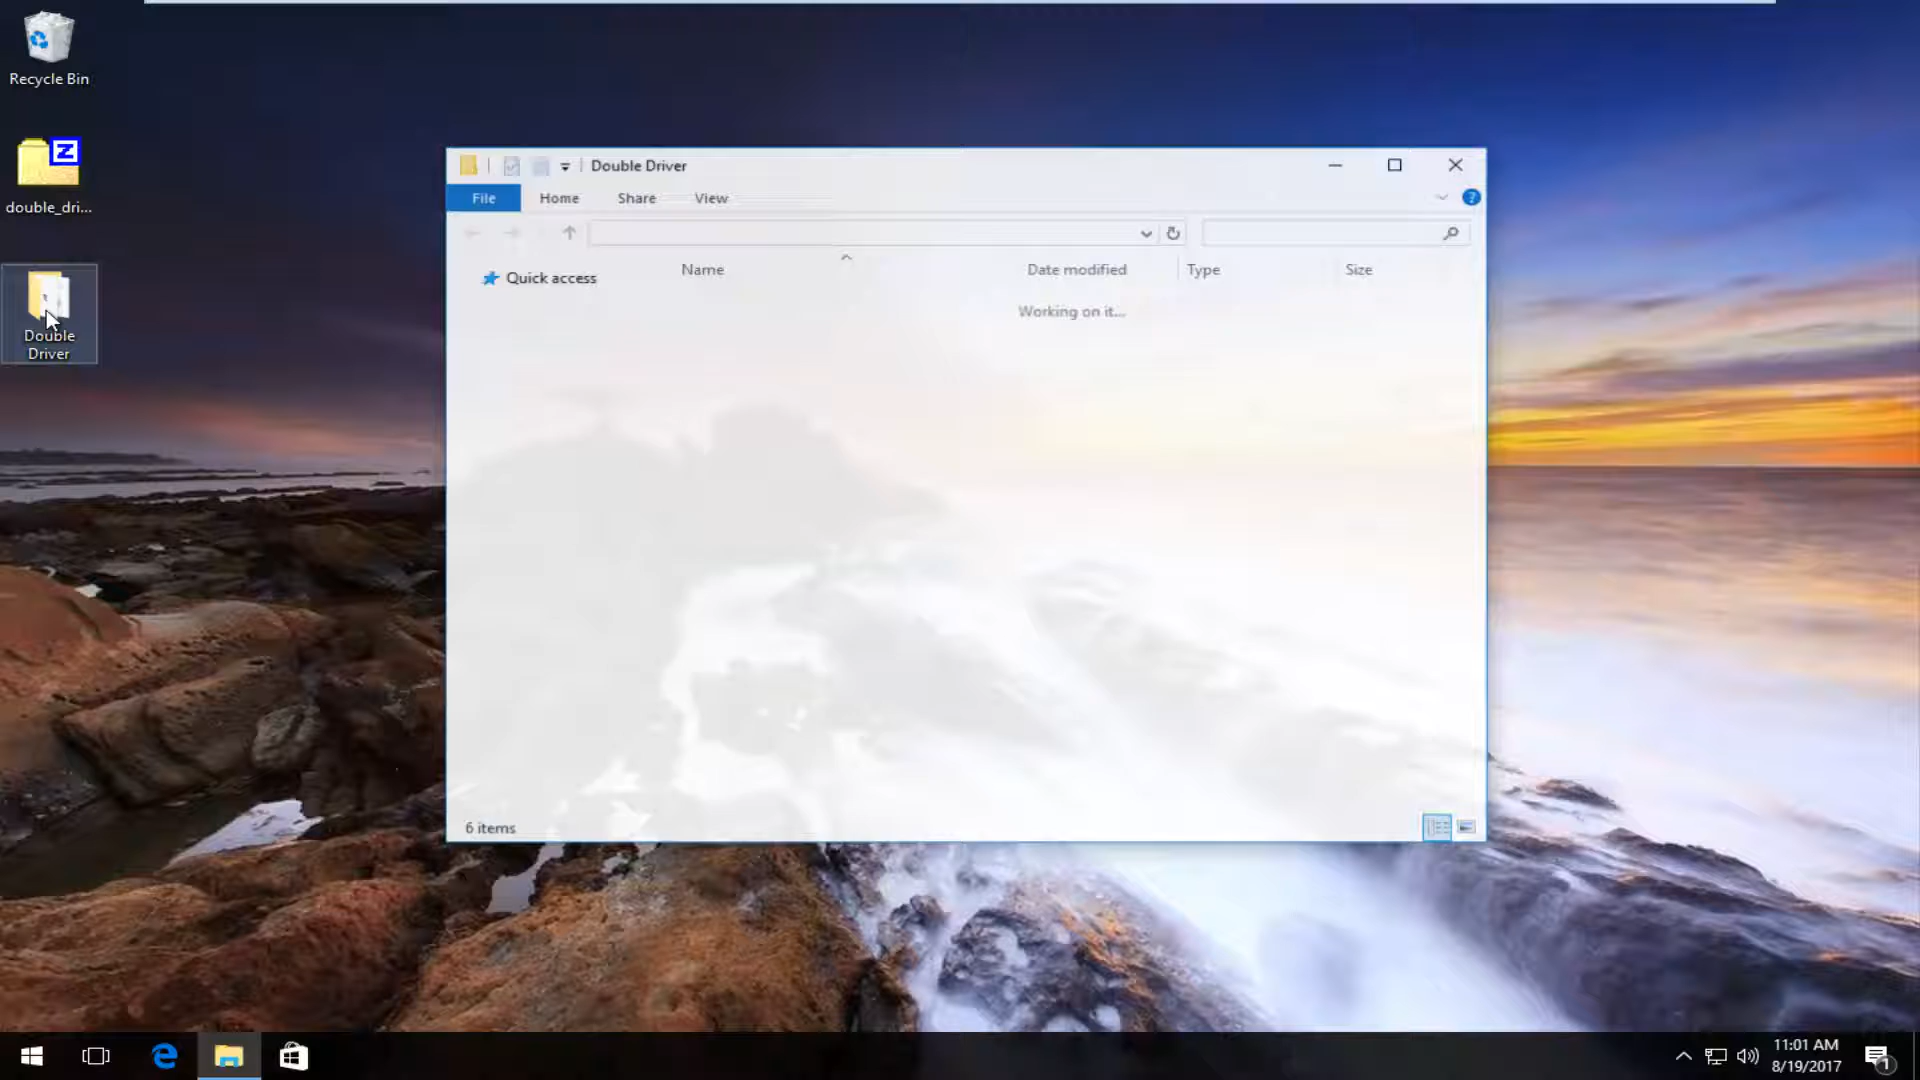 Recycle Bin
double_dri...
Double
Driver
Double Driver
File Home Share View
Quick access
Name Date modified Type Size
Working on it...
6 items
11:01 AM
8/19/2017
1